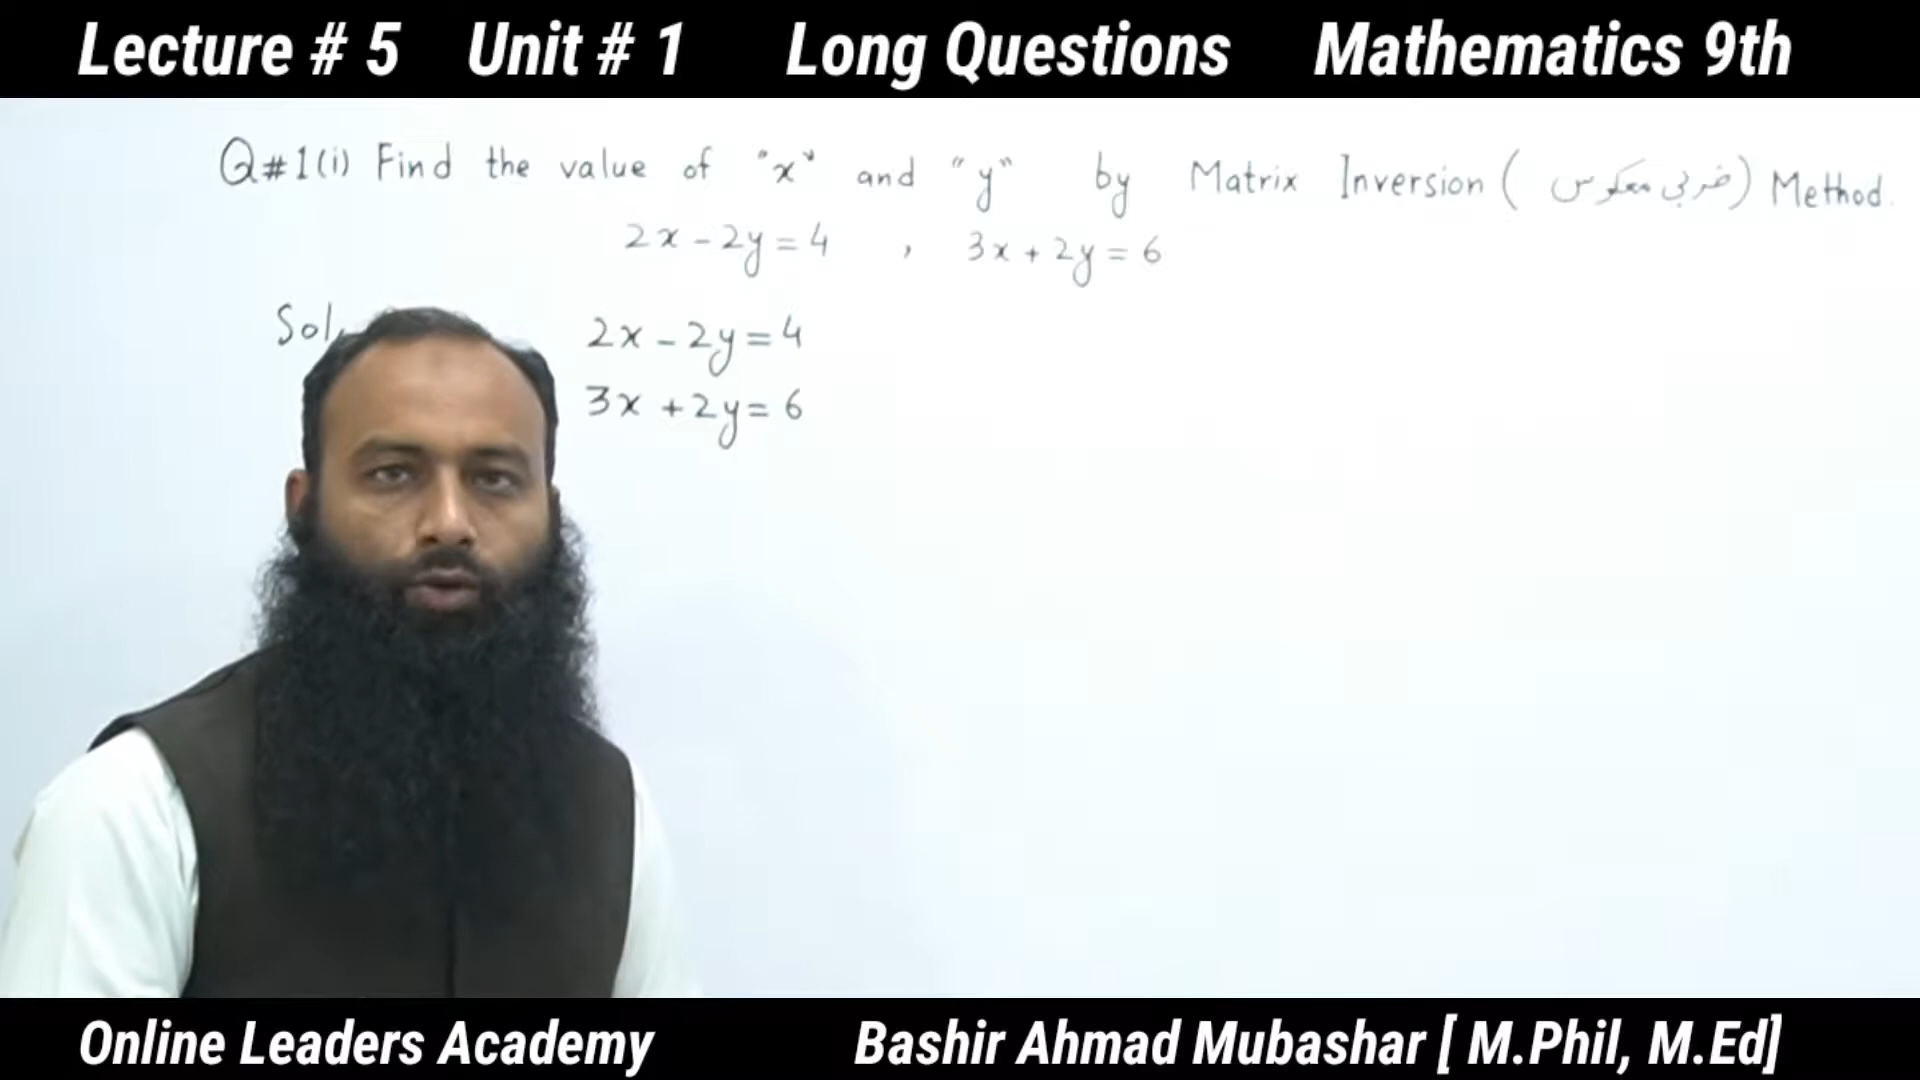 Lecture # 5 Unit # 1 Long Questions Mathematics 9th
Q#1(i) Find the value of "x" and "y" by Matrix Inversion (ضربی معکوس) Method.
2x - 2y = 4 , 3x + 2y = 6
Sol
2x - 2y = 4
3x + 2y = 6
Online Leaders Academy Bashir Ahmad Mubashar [ M.Phil, M.Ed]